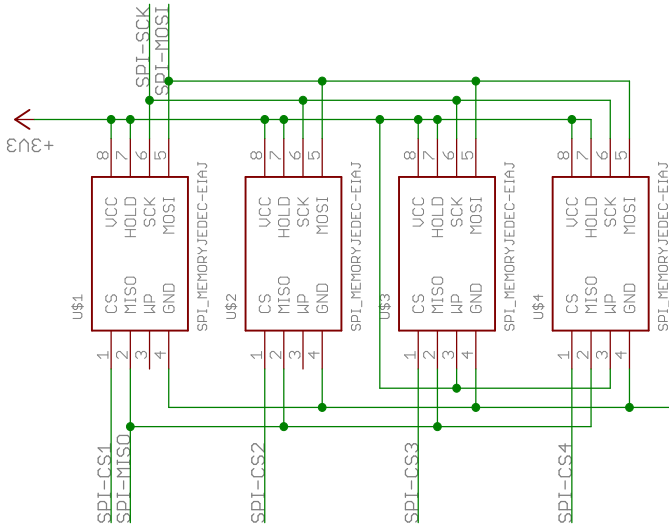 SPI-SCK
SPI-MOSI
+3V3
8 7 6 5
8 7 6 5
8 7 6 5
8 7 6 5
VCC HOLD SCK MOSI
VCC HOLD SCK MOSI
VCC HOLD SCK MOSI
VCC HOLD SCK MOSI
CS MISO WP GND
CS MISO WP GND
CS MISO WP GND
CS MISO WP GND
U$1
SPI_MEMORYJEDEC-EIAJ
U$2
SPI_MEMORYJEDEC-EIAJ
U$3
SPI_MEMORYJEDEC-EIAJ
U$4
SPI_MEMORYJEDEC-EIAJ
1 2 3 4
1 2 3 4
1 2 3 4
1 2 3 4
SPI-CS1
SPI-MISO
SPI-CS2
SPI-CS3
SPI-CS4